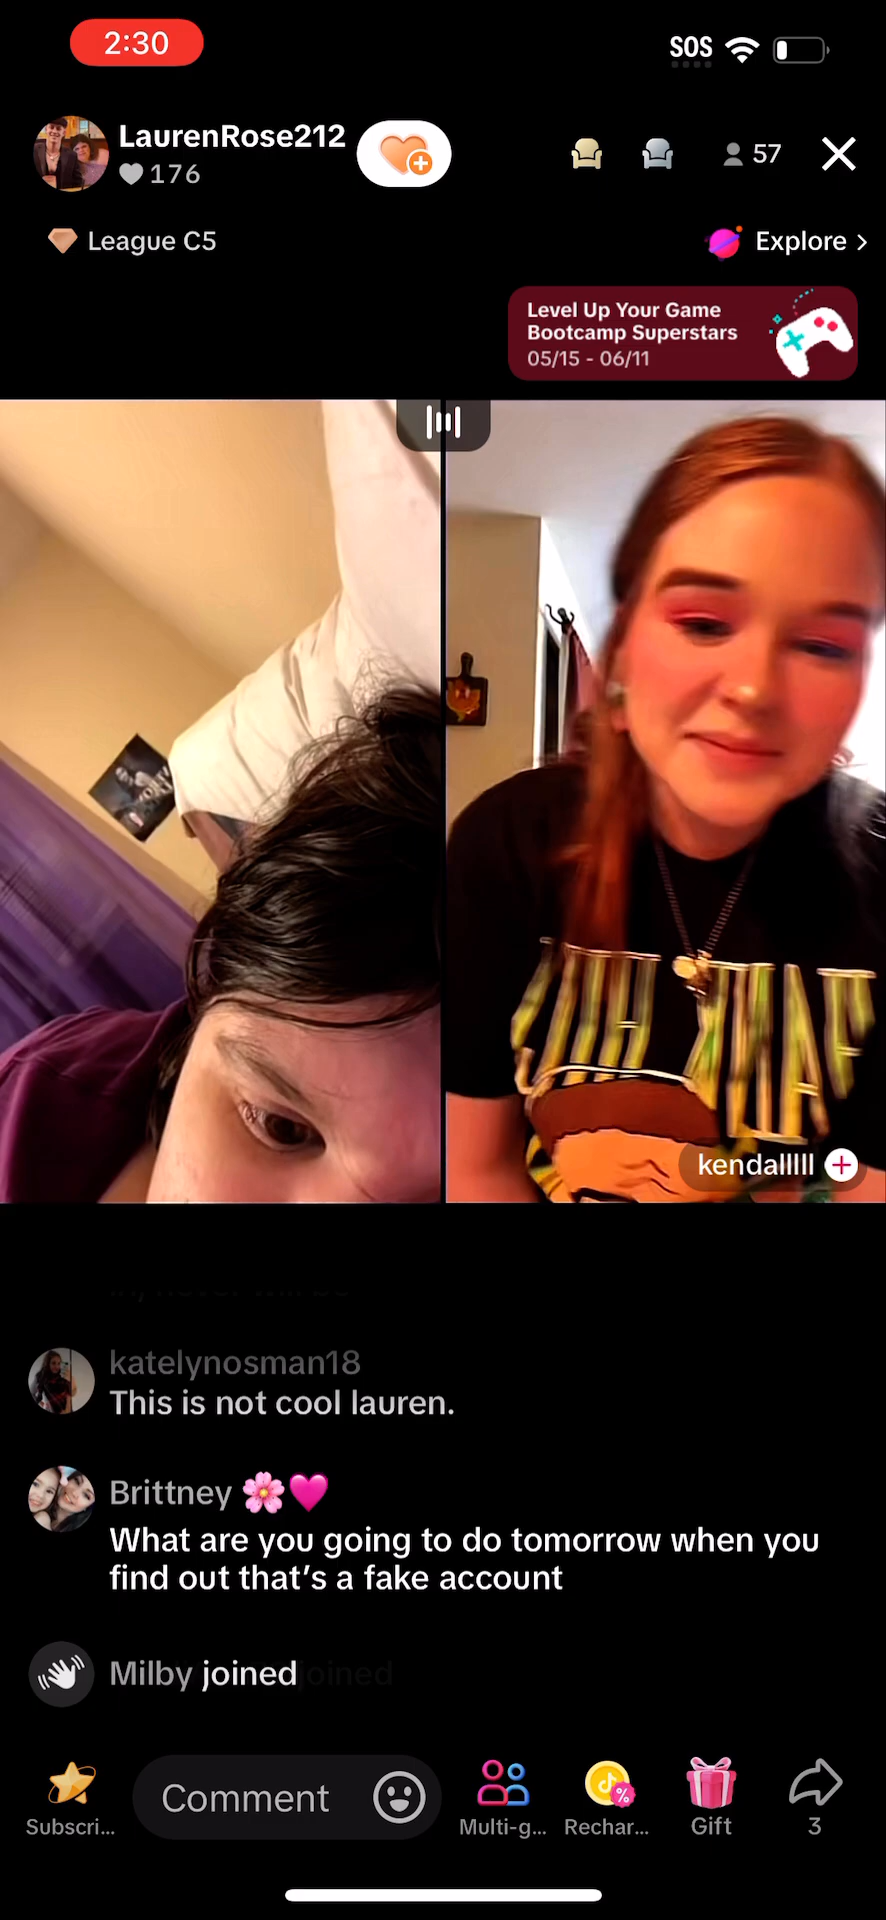 2:30
SOS
LaurenRose212
176
57
League C5
Explore >
Level Up Your Game
Bootcamp Superstars
05/15 - 06/11
kendalllll
katelynosman18
This is not cool lauren.
Brittney 🌸💗
What are you going to do tomorrow when you
find out that's a fake account
Milby joined
joined
Subscri...
Comment
Multi-g...
Rechar...
Gift
3